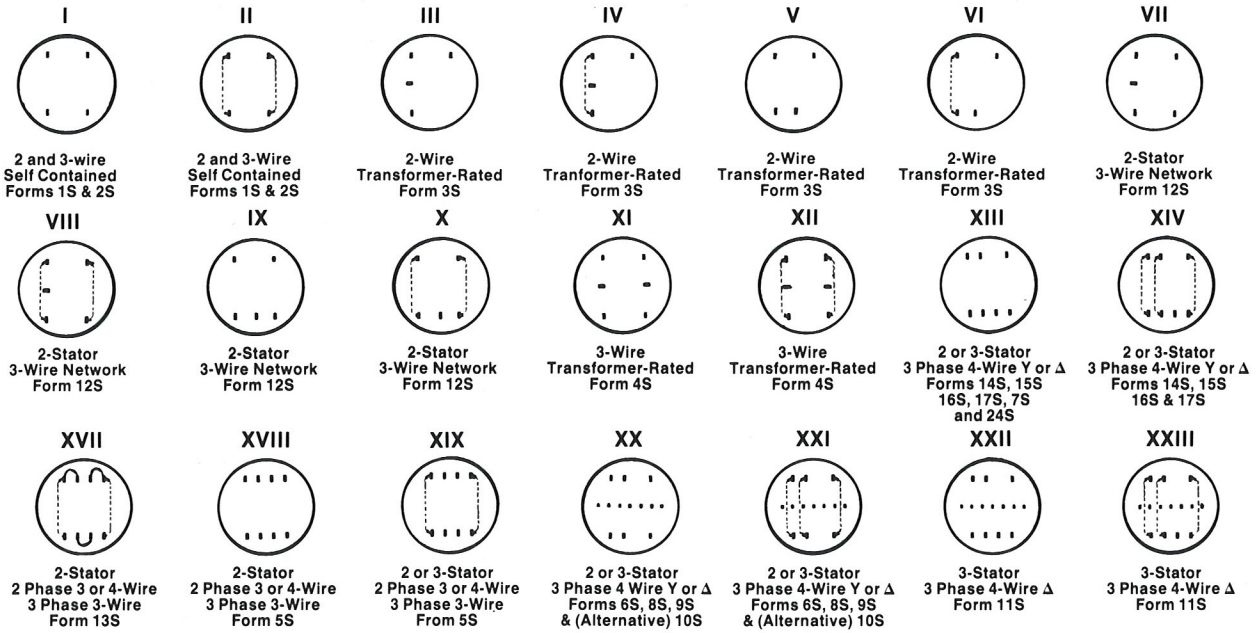 I
II
III
IV
V
VI
VII
2 and 3-wire
Self Contained
Forms 1S & 2S
2 and 3-Wire
Self Contained
Forms 1S & 2S
2-Wire
Transformer-Rated
Form 3S
2-Wire
Tranformer-Rated
Form 3S
2-Wire
Transformer-Rated
Form 3S
2-Wire
Transformer-Rated
Form 3S
2-Stator
3-Wire Network
Form 12S
VIII
IX
X
XI
XII
XIII
XIV
2-Stator
3-Wire Network
Form 12S
2-Stator
3-Wire Network
Form 12S
2-Stator
3-Wire Network
Form 12S
3-Wire
Transformer-Rated
Form 4S
3-Wire
Transformer-Rated
Form 4S
2 or 3-Stator
3 Phase 4-Wire Y or Δ
Forms 14S, 15S
16S, 17S, 7S
and 24S
2 or 3-Stator
3 Phase 4-Wire Y or Δ
Forms 14S, 15S
16S & 17S
XVII
XVIII
XIX
XX
XXI
XXII
XXIII
2-Stator
2 Phase 3 or 4-Wire
3 Phase 3-Wire
Form 13S
2-Stator
2 Phase 3 or 4-Wire
3 Phase 3-Wire
Form 5S
2-Stator
2 Phase 3 or 4-Wire
3 Phase 3-Wire
From 5S
2 or 3-Stator
3 Phase 4 Wire Y or Δ
Forms 6S, 8S, 9S
& (Alternative) 10S
2 or 3-Stator
3 Phase 4-Wire Y or Δ
Forms 6S, 8S, 9S
& (Alternative) 10S
3-Stator
3 Phase 4-Wire Δ
Form 11S
3-Stator
3 Phase 4-Wire Δ
Form 11S